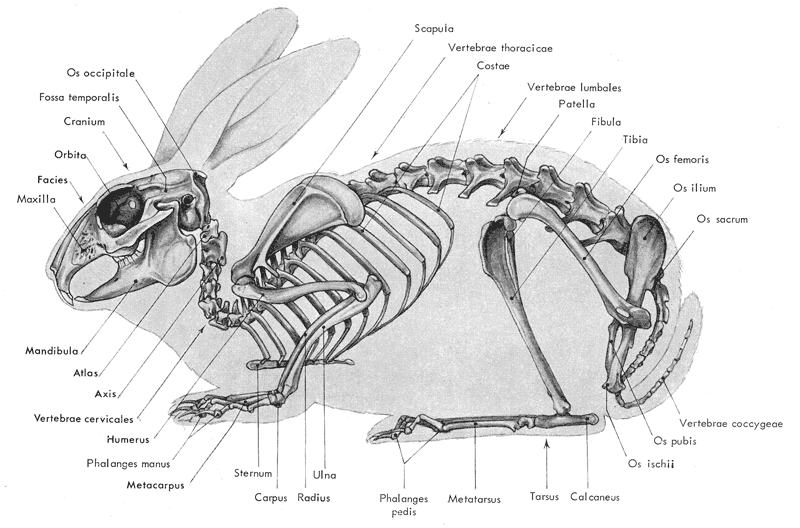 Scapula
Vertebrae thoracicae
Costae
Os occipitale
Fossa temporalis
Cranium
Orbita
Facies
Maxilla
Vertebrae lumbales
Patella
Fibula
Tibia
Os femoris
Os ilium
Os sacrum
Mandibula
Atlas
Axis
Vertebrae cervicales
Humerus
Phalanges manus
Metacarpus
Sternum
Carpus
Radius
Ulna
Phalanges
pedis
Metatarsus
Tarsus
Calcaneus
Vertebrae coccygeae
Os pubis
Os ischii